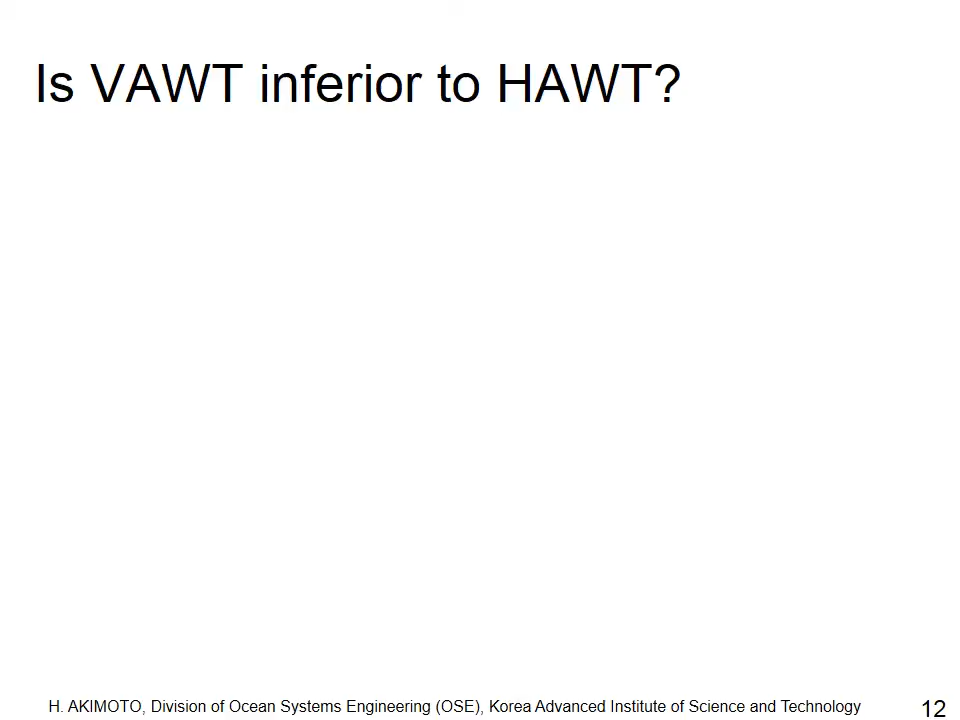 Is VAWT inferior to HAWT?
H. AKIMOTO, Division of Ocean Systems Engineering (OSE), Korea Advanced Institute of Science and Technology
12